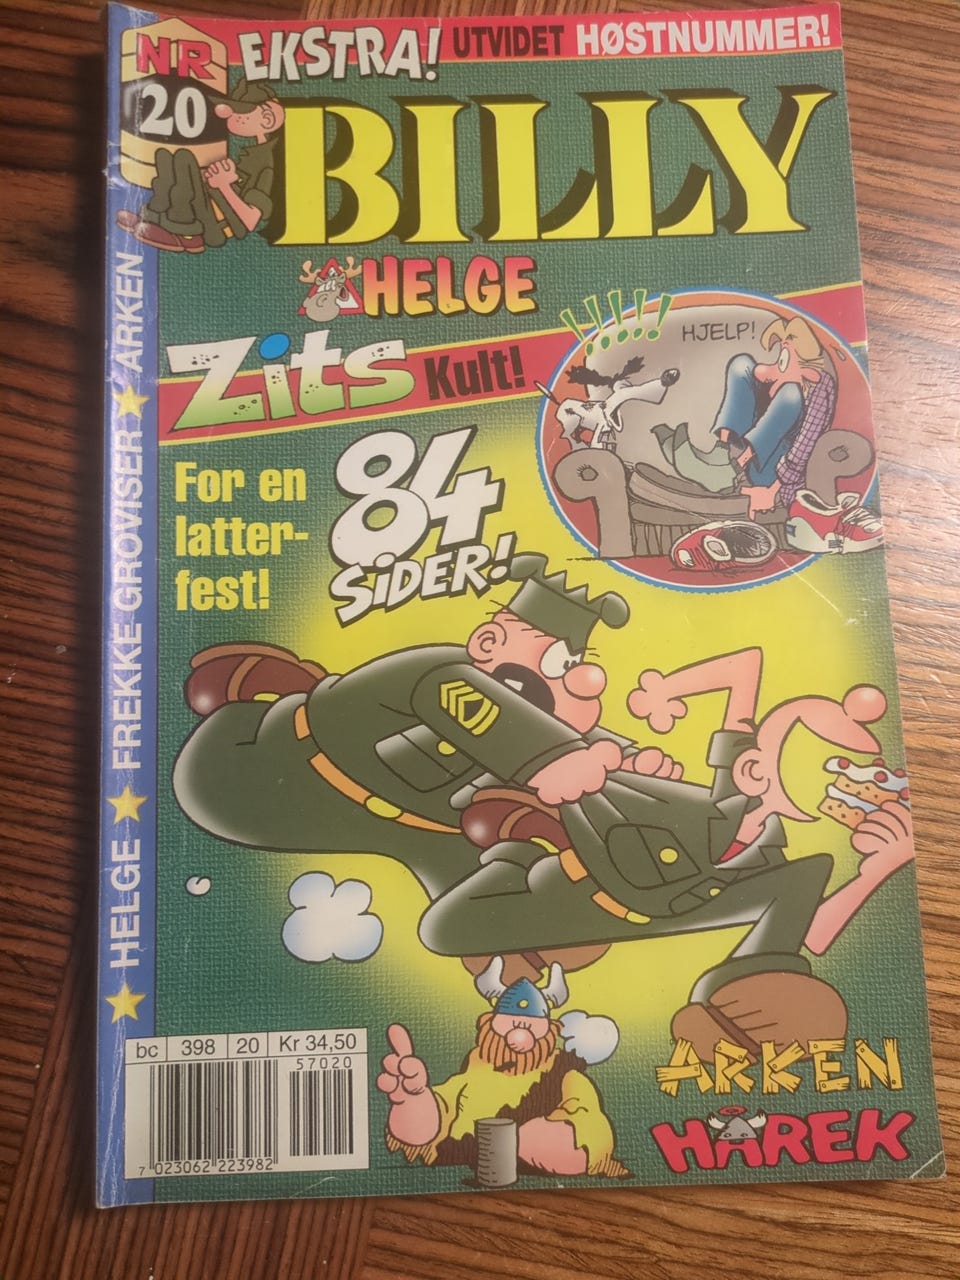 NR
20
EKSTRA! UTVIDET HØSTNUMMER!
BILLY
HELGE
Zits Kult!
!!!!!
HJELP!
For en
latter-
fest!
84
SIDER!
HELGE ★ FREKKE GROVISER ★ ARKEN
bc 398 20 Kr 34,50
57020
7 023062 223982
ARKEN
HÅREK